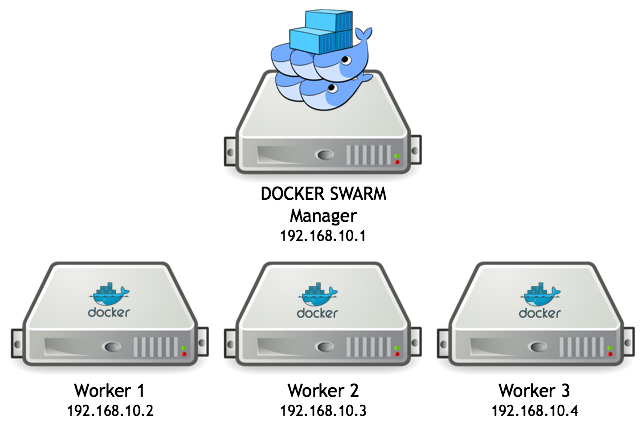 DOCKER SWARM
Manager
192.168.10.1
docker
docker
docker
Worker 1
192.168.10.2
Worker 2
192.168.10.3
Worker 3
192.168.10.4